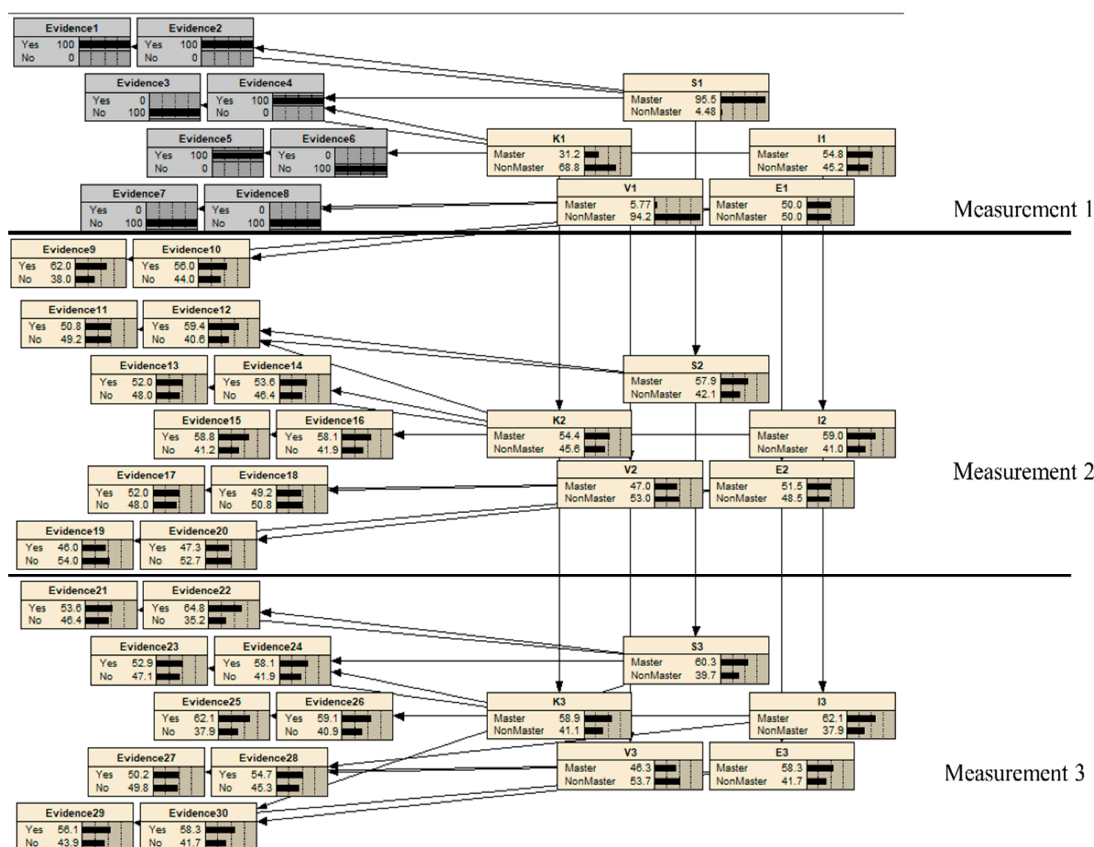 Evidence1 Evidence2
Yes 100 Yes 100
No 0 No 0
Evidence3 Evidence4 S1
Yes 0 Yes 100 Master 95.5
No 100 No 0 NonMaster 4.48
Evidence5 Evidence6 K1 I1
Yes 100 Yes 0 Master 31.2 Master 54.8
No 0 No 100 NonMaster 68.8 NonMaster 45.2
Evidence7 Evidence8 V1 E1
Yes 0 Yes 0 Master 5.77 Master 50.0
No 100 No 100 NonMaster 94.2 NonMaster 50.0
Measurement 1
Evidence9 Evidence10
Yes 62.0 Yes 56.0
No 38.0 No 44.0
Evidence11 Evidence12
Yes 50.8 Yes 59.4
No 49.2 No 40.6
Evidence13 Evidence14 S2
Yes 52.0 Yes 53.6 Master 57.9
No 48.0 No 46.4 NonMaster 42.1
Evidence15 Evidence16 K2 I2
Yes 58.8 Yes 58.1 Master 54.4 Master 59.0
No 41.2 No 41.9 NonMaster 45.6 NonMaster 41.0
Evidence17 Evidence18 V2 E2
Yes 52.0 Yes 49.2 Master 47.0 Master 51.5
No 48.0 No 50.8 NonMaster 53.0 NonMaster 48.5
Measurement 2
Evidence19 Evidence20
Yes 46.0 Yes 47.3
No 54.0 No 52.7
Evidence21 Evidence22
Yes 53.6 Yes 64.8
No 46.4 No 35.2
Evidence23 Evidence24 S3
Yes 52.9 Yes 58.1 Master 60.3
No 47.1 No 41.9 NonMaster 39.7
Evidence25 Evidence26 K3 I3
Yes 62.1 Yes 59.1 Master 58.9 Master 62.1
No 37.9 No 40.9 NonMaster 41.1 NonMaster 37.9
Evidence27 Evidence28 V3 E3
Yes 50.2 Yes 54.7 Master 46.3 Master 58.3
No 49.8 No 45.3 NonMaster 53.7 NonMaster 41.7
Measurement 3
Evidence29 Evidence30
Yes 56.1 Yes 58.3
No 43.9 No 41.7